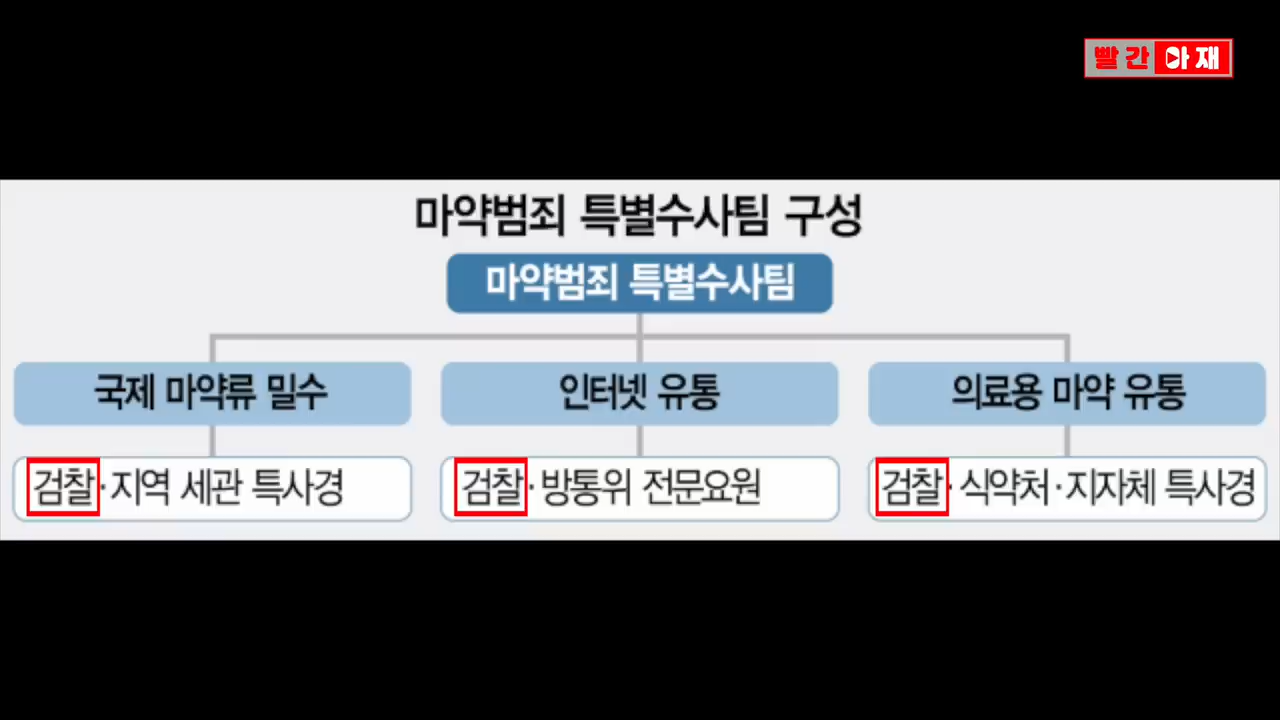 빨간아재
마약범죄 특별수사팀 구성
마약범죄 특별수사팀
국제 마약류 밀수
인터넷 유통
의료용 마약 유통
검찰·지역 세관 특사경
검찰·방통위 전문요원
검찰·식약처·지자체 특사경